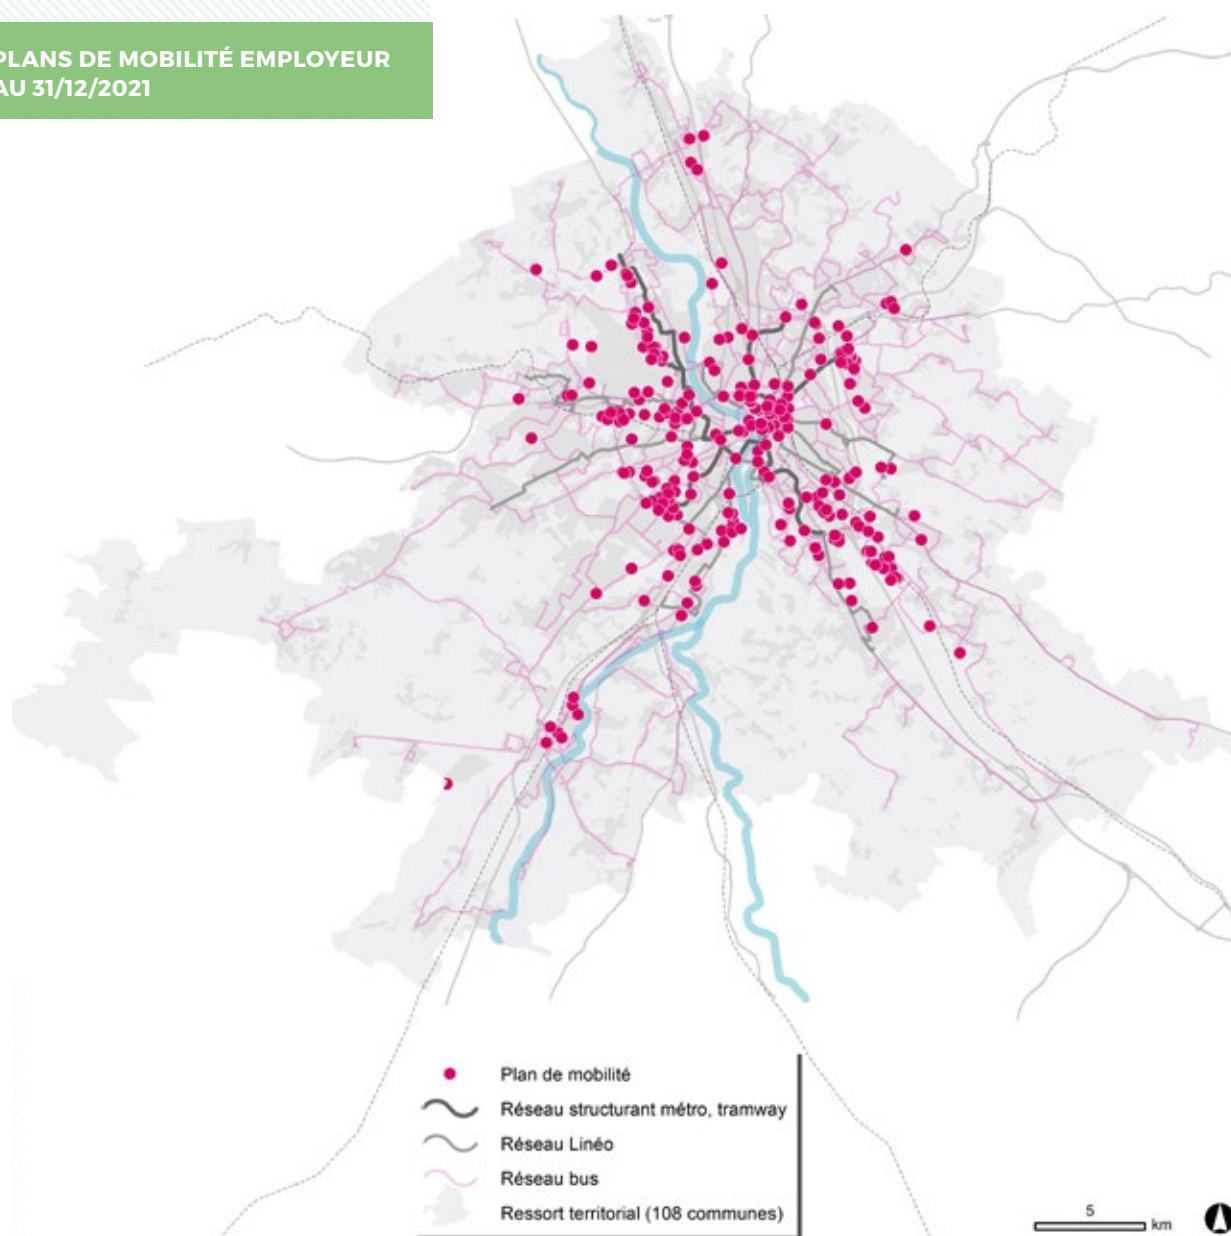 PLANS DE MOBILITÉ EMPLOYEUR
AU 31/12/2021
Plan de mobilité
Réseau structurant métro, tramway
Réseau Linéo
Réseau bus
Ressort territorial (108 communes)
5
km